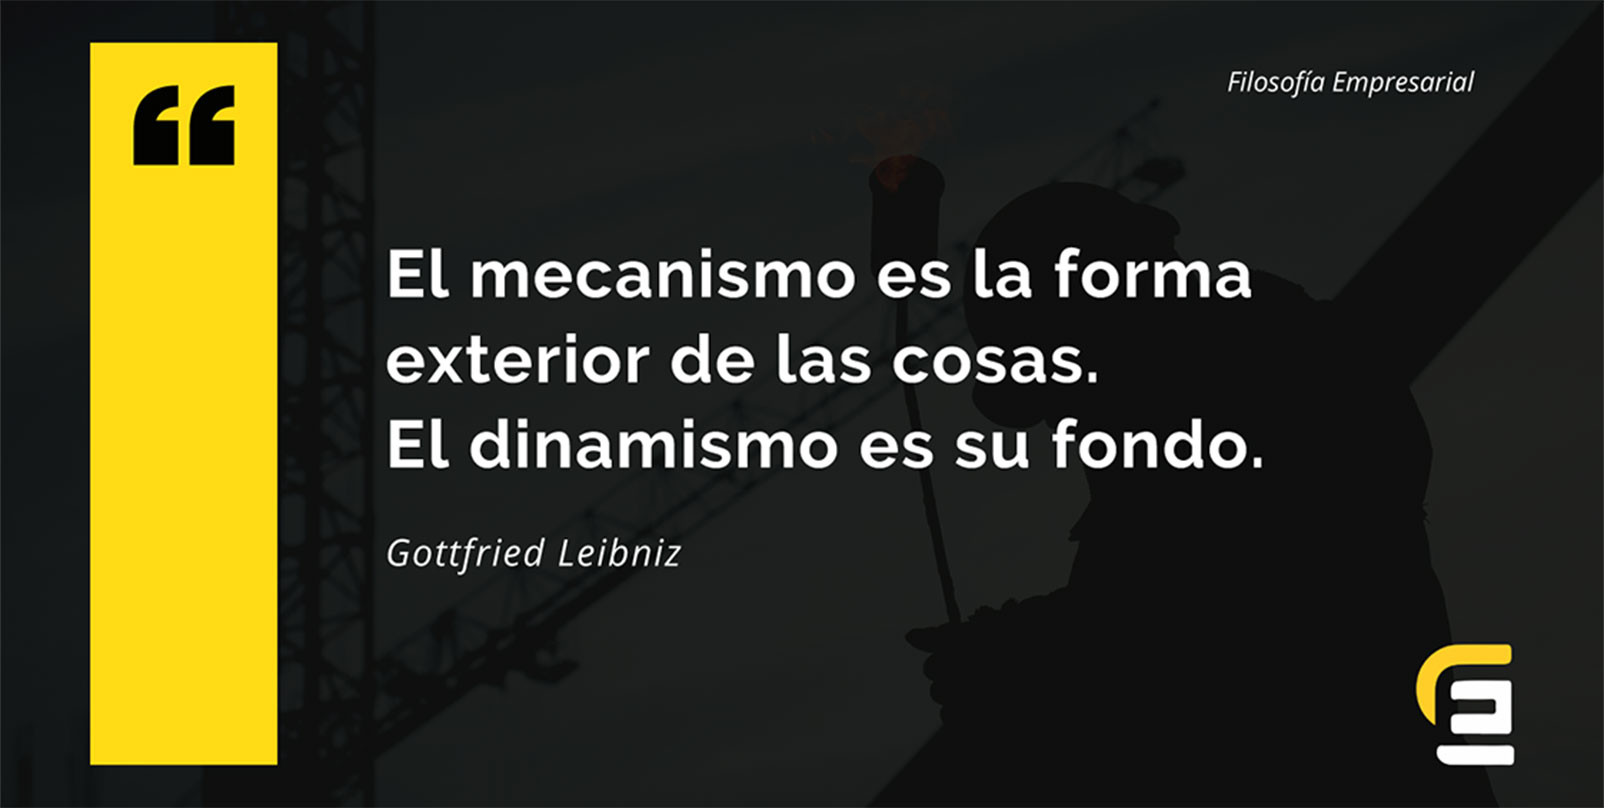 Filosofía Empresarial
“
El mecanismo es la forma
exterior de las cosas.
El dinamismo es su fondo.
Gottfried Leibniz